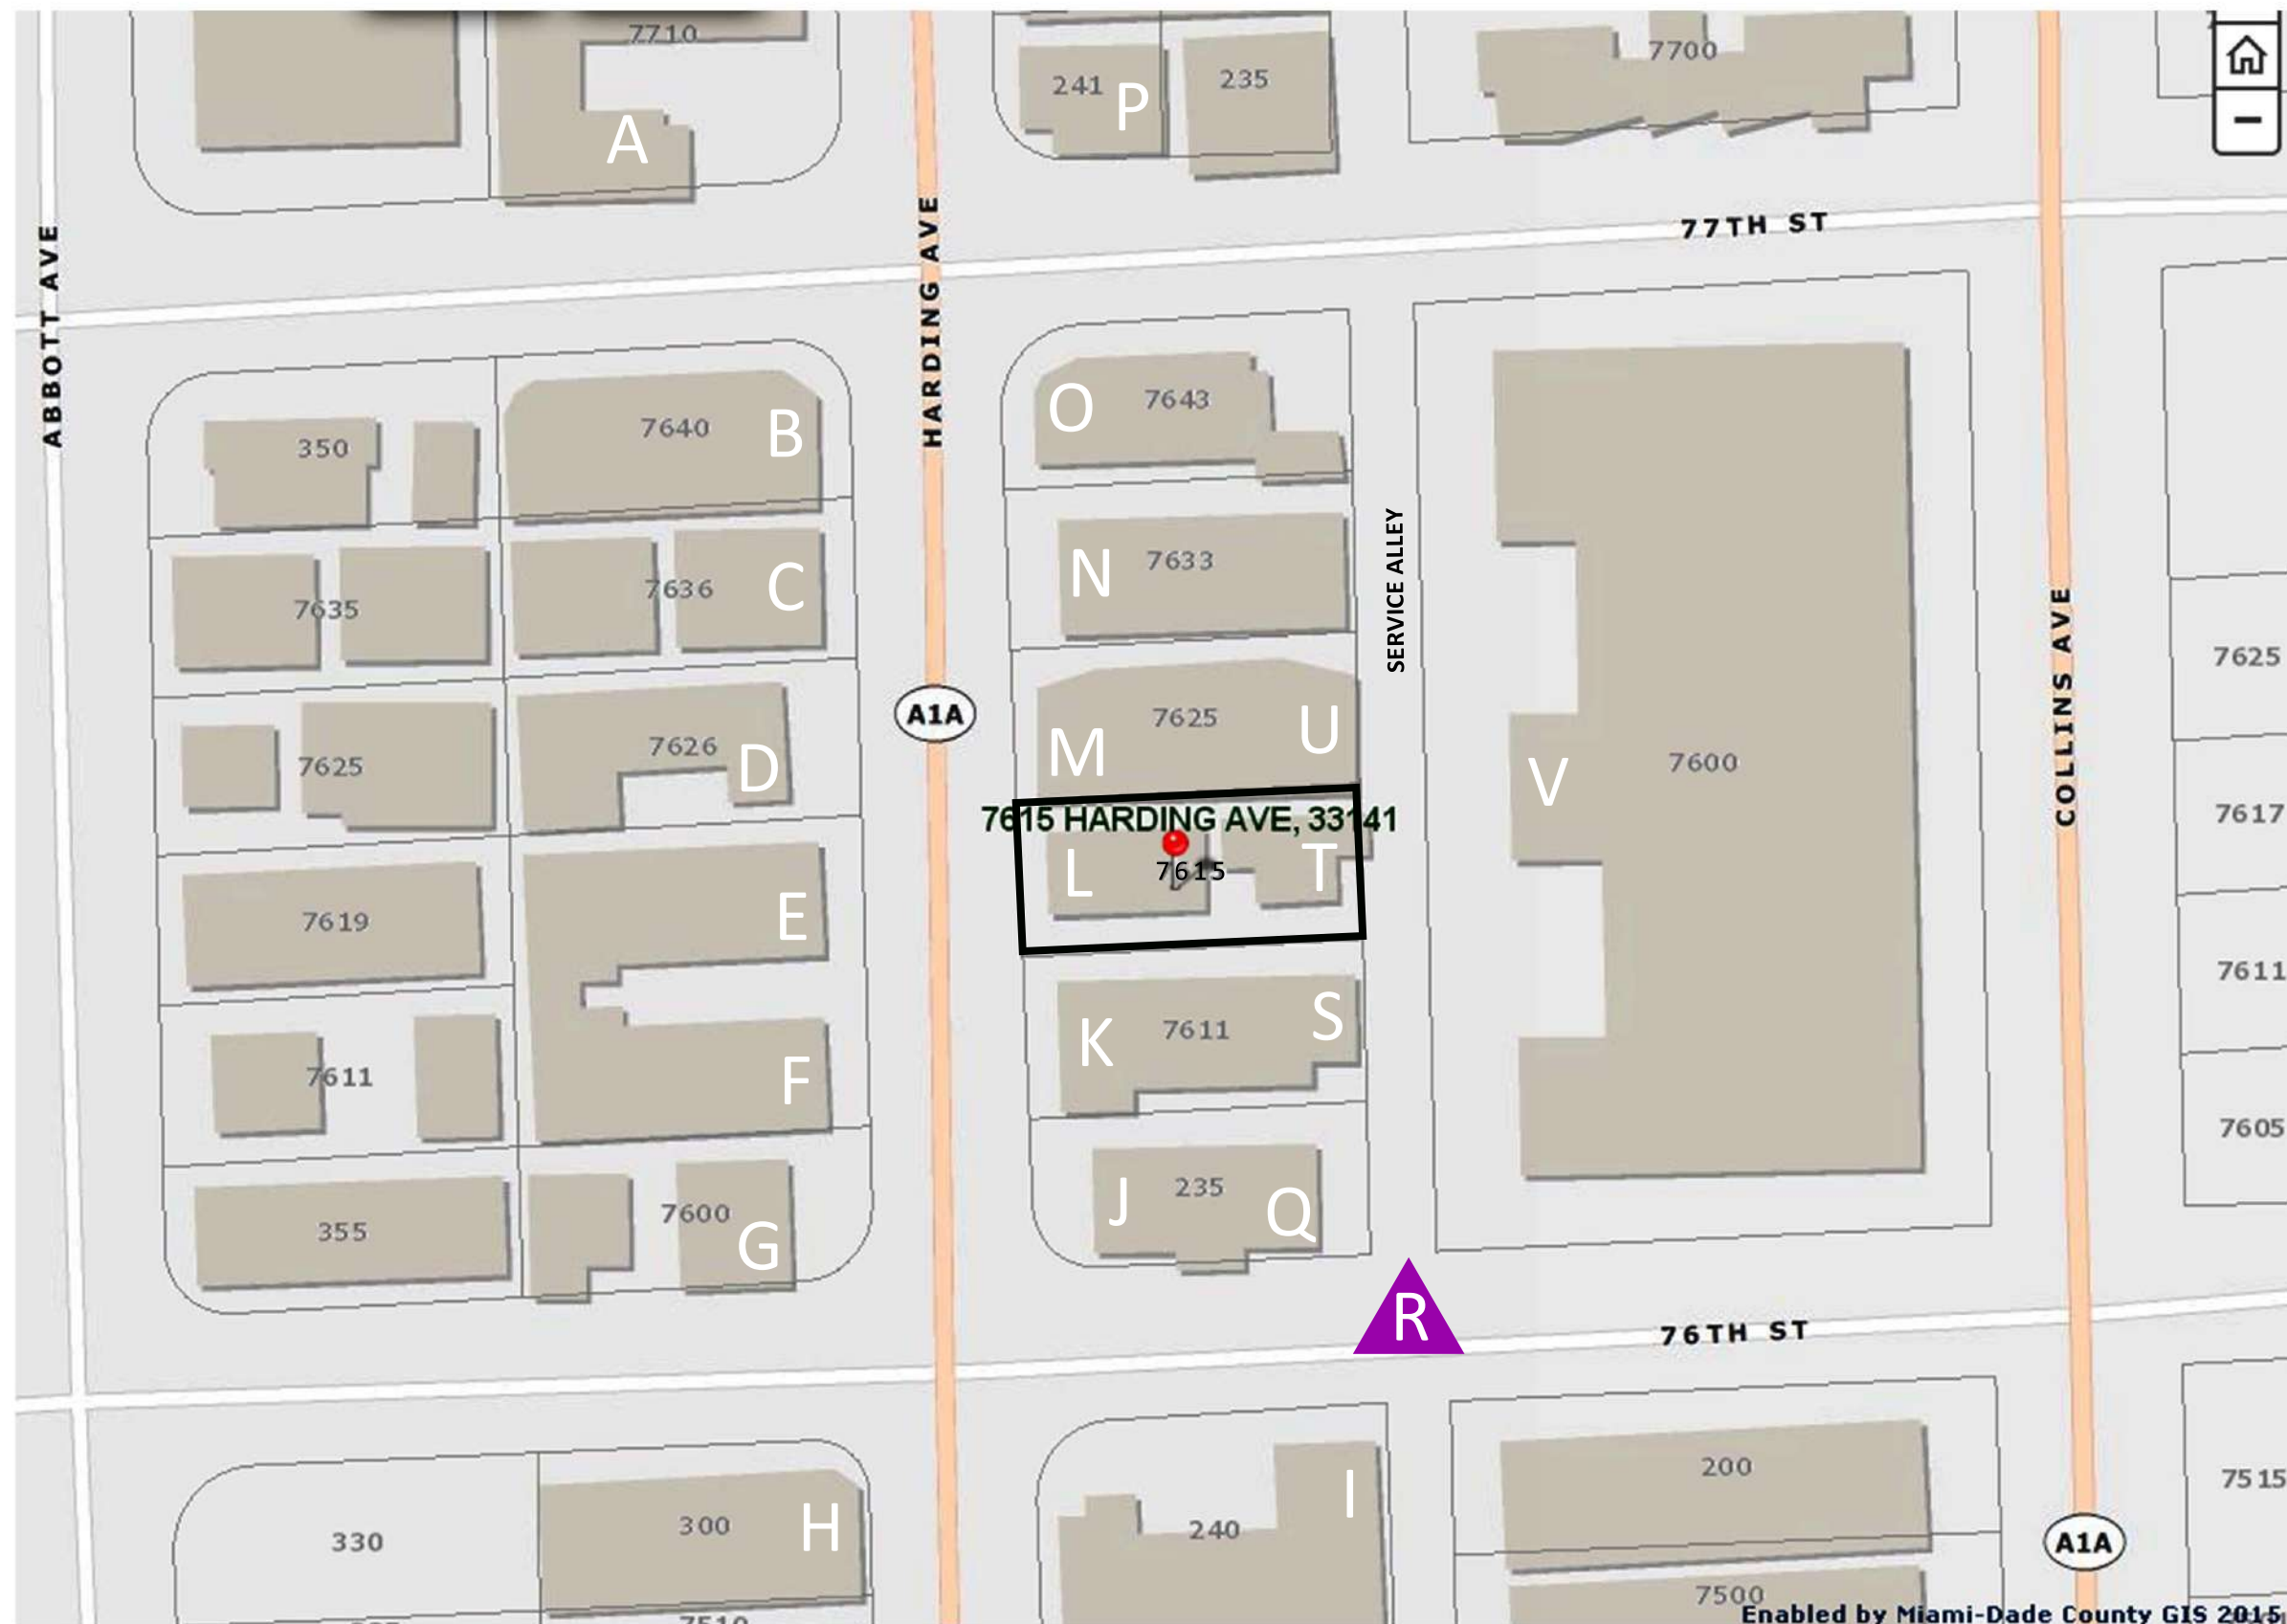 7710
A
241
P
235
7700
−
77TH ST
ABBOTT AVE
HARDING AVE
350
7640
B
O
7643
7635
7636
C
N
7633
SERVICE ALLEY
COLLINS AVE
7625
7625
7626
D
A1A
M
7625
U
V
7600
7617
7615 HARDING AVE, 33141
L
7615
T
7619
E
7611
7611
F
K
7611
S
7605
355
7600
G
J
235
Q
R
76TH ST
330
300
H
240
I
200
7515
A1A
7500
Enabled by Miami-Dade County GIS 2015